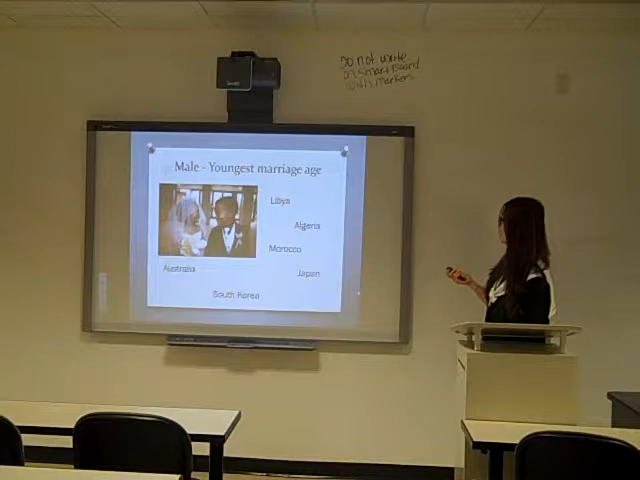 Do not write
on smart board
with markers
Male - Youngest marriage age
Libya
Algeria
Morocco
Australia
Japan
South Korea